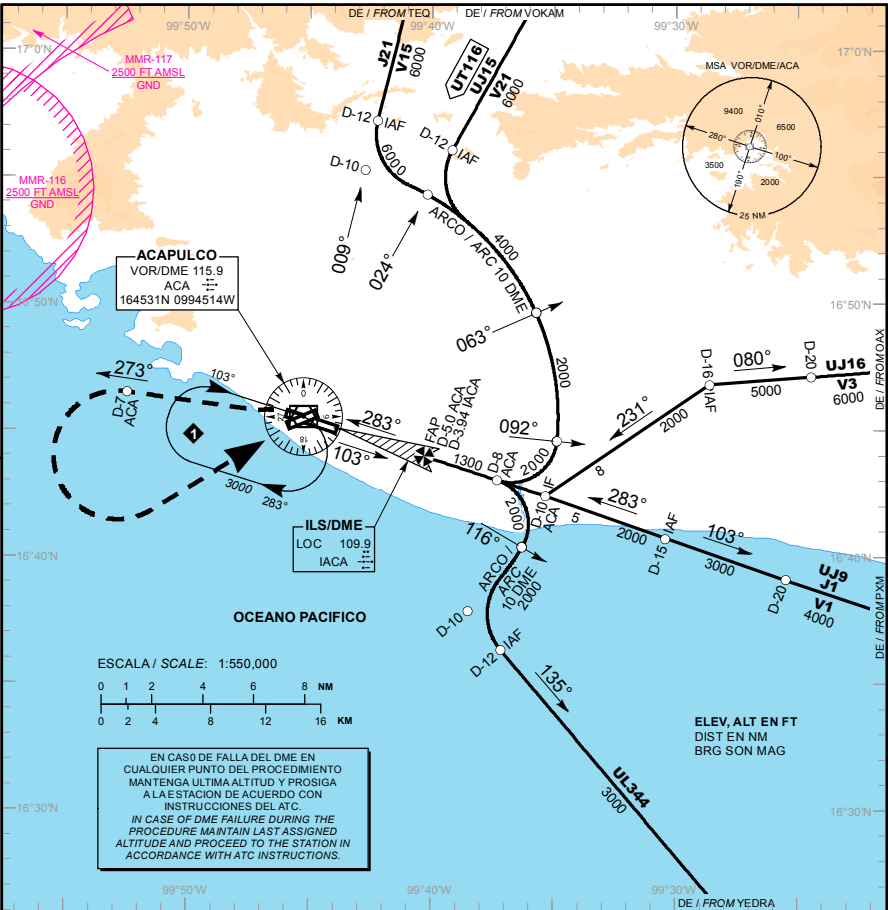 DE / FROM TEQ
DE / FROM VOKAM
99°50'W
99°40'W
99°30'W
17°0'N
17°0'N
MMR-117
2500 FT AMSL
GND
J21
V15
6000
UT116
UJ15
V21
6000
MSA VOR/DME/ACA
9400
010°
6500
280°
100°
3500
190°
2000
25 NM
D-12 IAF
D-12 IAF
6000
D-10
MMR-116
2500 FT AMSL
GND
009°
024°
ARCO / ARC 10 DME
4000
ACAPULCO
VOR/DME 115.9
ACA
164531N 0994514W
16°50'N
16°50'N
063°
2000
DE / FROM OAX
D-16
IAF
080°
D-20
UJ16
V3
6000
5000
273°
103°
D-7
ACA
0
9
18
27
283°
FAP
D-5.0 ACA
D-3.94 IACA
231°
2000
8
092°
1
103°
1300
D-8
ACA
2000
3000
283°
D-10
ACA
IF
283°
5
2000
2000
D-15
IAF
103°
3000
D-20
UJ9
J1
V1
4000
DE / FROM PXM
ILS/DME
LOC 109.9
IACA
116°
ARCO /
ARC
10 DME
2000
16°40'N
16°40'N
OCEANO PACIFICO
D-10
D-12 IAF
135°
ESCALA / SCALE: 1:550,000
0 1 2 4 6 8 NM
0 2 4 8 12 16 KM
ELEV, ALT EN FT
DIST EN NM
BRG SON MAG
EN CASO DE FALLA DEL DME EN
CUALQUIER PUNTO DEL PROCEDIMIENTO
MANTENGA ULTIMA ALTITUD Y PROSIGA
A LA ESTACION DE ACUERDO CON
INSTRUCCIONES DEL ATC.
IN CASE OF DME FAILURE DURING THE
PROCEDURE MAINTAIN LAST ASSIGNED
ALTITUDE AND PROCEED TO THE STATION IN
ACCORDANCE WITH ATC INSTRUCTIONS.
UL344
3000
16°30'N
16°30'N
99°50'W
99°40'W
99°30'W
DE / FROM YEDRA